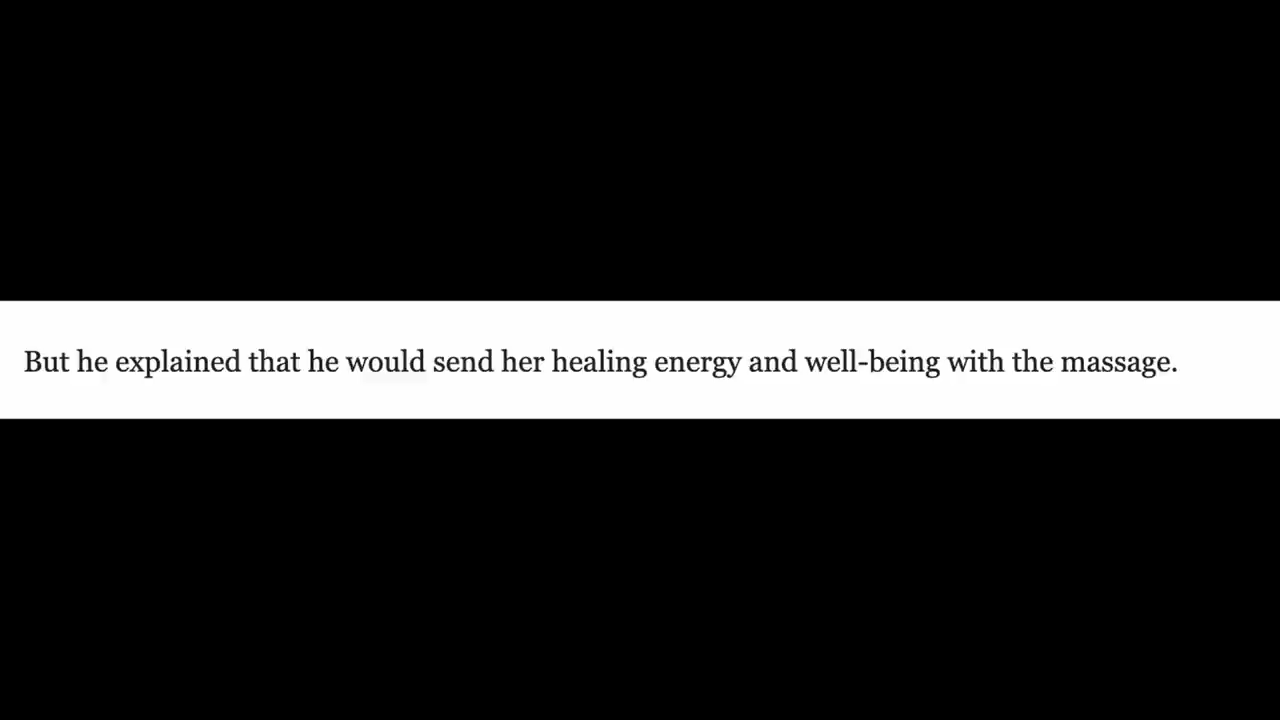 But he explained that he would send her healing energy and well-being with the massage.